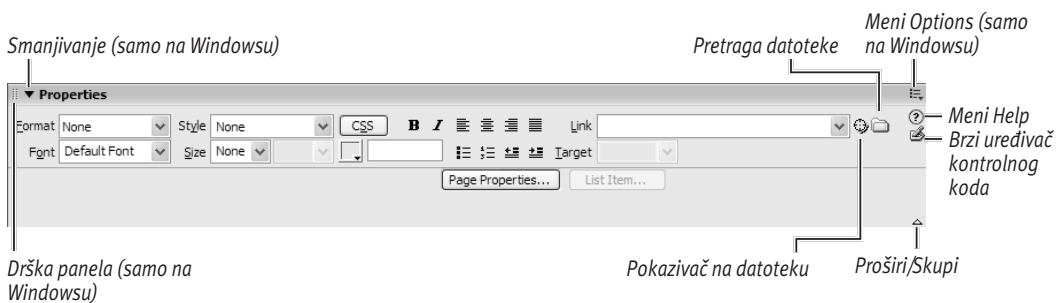 Meni Options (samo
na Windowsu)
Smanjivanje (samo na Windowsu)
Pretraga datoteke
Properties
Format None Style None CSS B I Link
Meni Help
Font Default Font Size None Target
Brzi uređivač
kontrolnog
koda
Page Properties... List Item...
Drška panela (samo na
Windowsu)
Pokazivač na datoteku
Proširi/Skupi